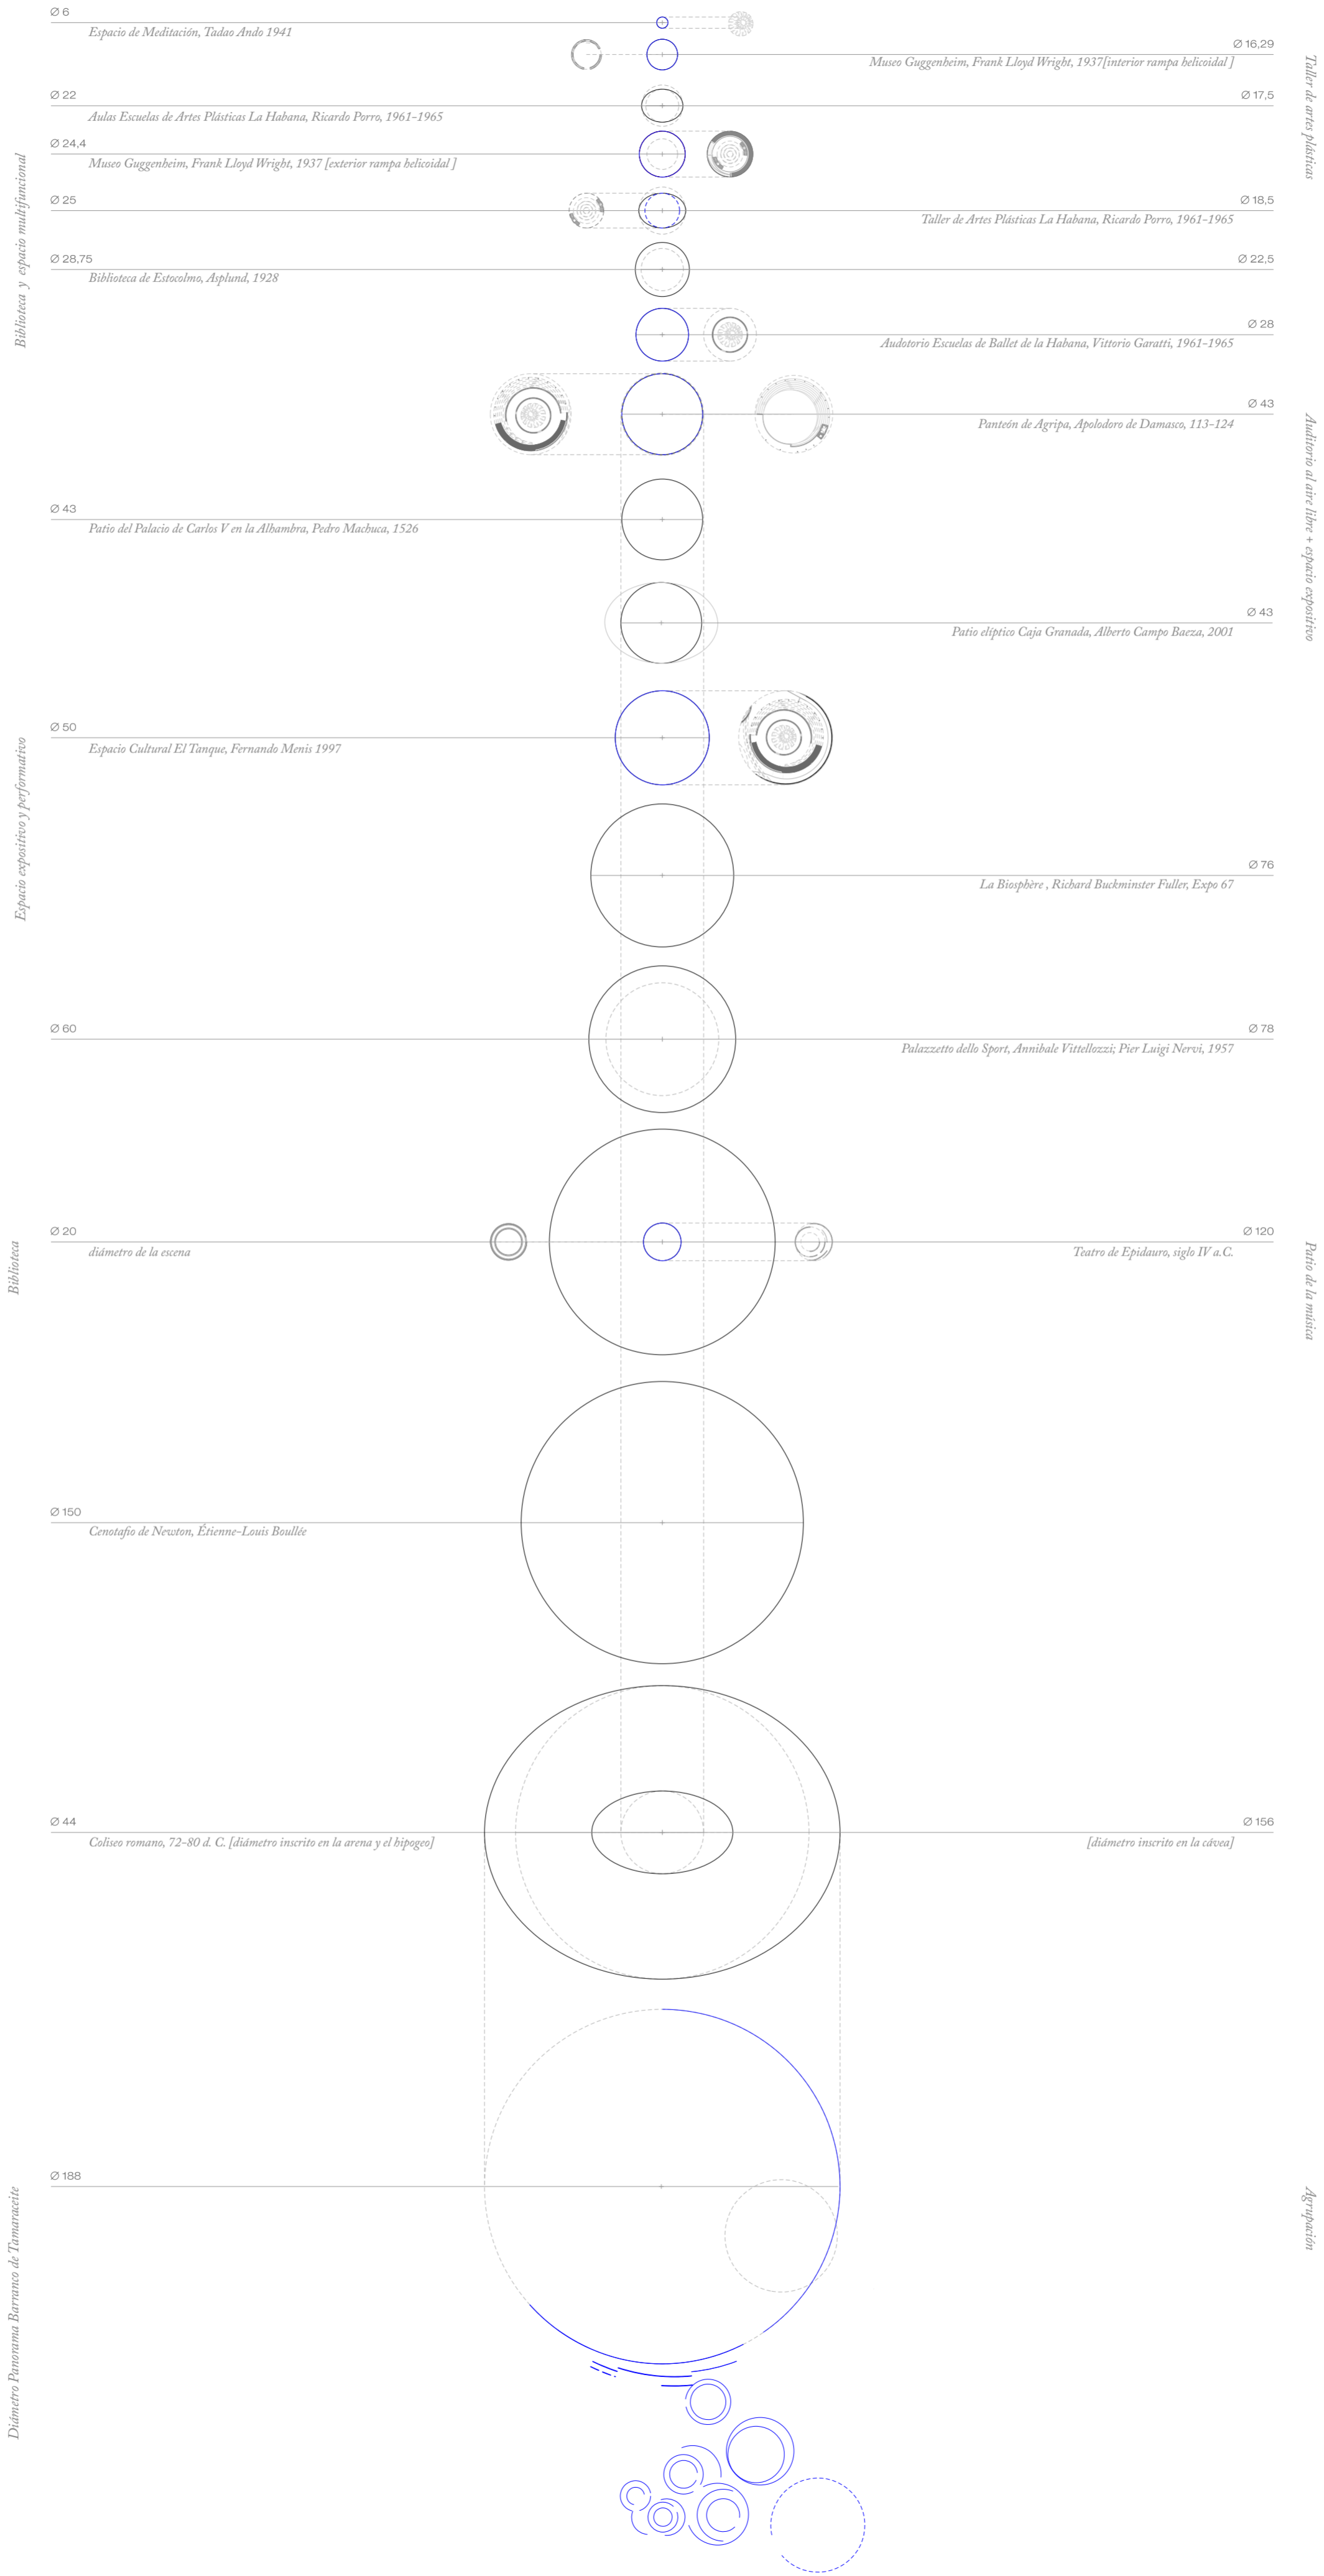 Ø 6
Espacio de Meditación, Tadao Ando 1941
Ø 16,29
Museo Guggenheim, Frank Lloyd Wright, 1937[interior rampa helicoidal ]
Taller de artes plásticas
Ø 22
Ø 17,5
Aulas Escuelas de Artes Plásticas La Habana, Ricardo Porro, 1961-1965
Ø 24,4
Museo Guggenheim, Frank Lloyd Wright, 1937 [exterior rampa helicoidal ]
Biblioteca y espacio multifuncional
Ø 25
Ø 18,5
Taller de Artes Plásticas La Habana, Ricardo Porro, 1961-1965
Ø 28,75
Ø 22,5
Biblioteca de Estocolmo, Asplund, 1928
Ø 28
Audotorio Escuelas de Ballet de la Habana, Vittorio Garatti, 1961-1965
Ø 43
Panteón de Agripa, Apolodoro de Damasco, 113-124
Auditorio al aire libre + espacio expositivo
Ø 43
Patio del Palacio de Carlos V en la Alhambra, Pedro Machuca, 1526
Ø 43
Patio elíptico Caja Granada, Alberto Campo Baeza, 2001
Ø 50
Espacio Cultural El Tanque, Fernando Menis 1997
Espacio expositivo y performativo
Ø 76
La Biosphère , Richard Buckminster Fuller, Expo 67
Ø 60
Ø 78
Palazzetto dello Sport, Annibale Vittellozzi; Pier Luigi Nervi, 1957
Ø 20
Ø 120
diámetro de la escena
Teatro de Epidauro, siglo IV a.C.
Biblioteca
Patio de la música
Ø 150
Cenotafio de Newton, Étienne-Louis Boullée
Ø 44
Ø 156
Coliseo romano, 72-80 d. C. [diámetro inscrito en la arena y el hipogeo]
[diámetro inscrito en la cávea]
Ø 188
Diámetro Panorama Barranco de Tamaraceite
Agrupación